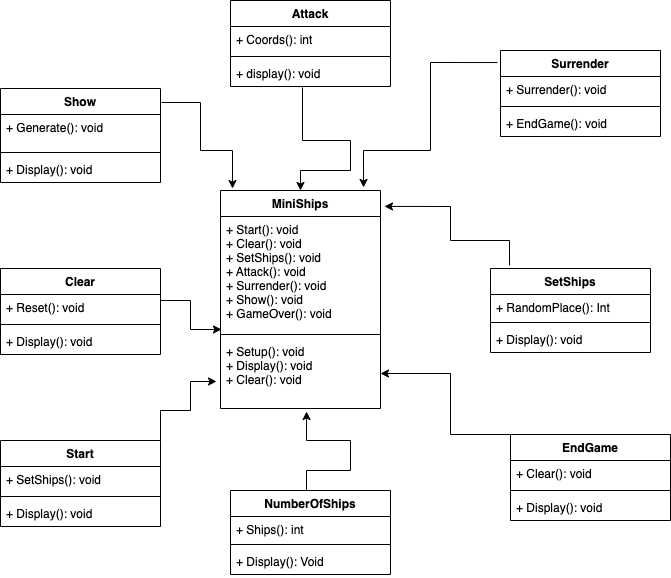 Attack
+ Coords(): int
+ display(): void
Surrender
+ Surrender(): void
+ EndGame(): void
Show
+ Generate(): void
+ Display(): void
MiniShips
+ Start(): void
+ Clear(): void
+ SetShips(): void
+ Attack(): void
+ Surrender(): void
+ Show(): void
+ GameOver(): void
+ Setup(): void
+ Display(): void
+ Clear(): void
Clear
+ Reset(): void
+ Display(): void
SetShips
+ RandomPlace(): Int
+ Display(): void
Start
+ SetShips(): void
+ Display(): void
EndGame
+ Clear(): void
+ Display(): void
NumberOfShips
+ Ships(): int
+ Display(): Void